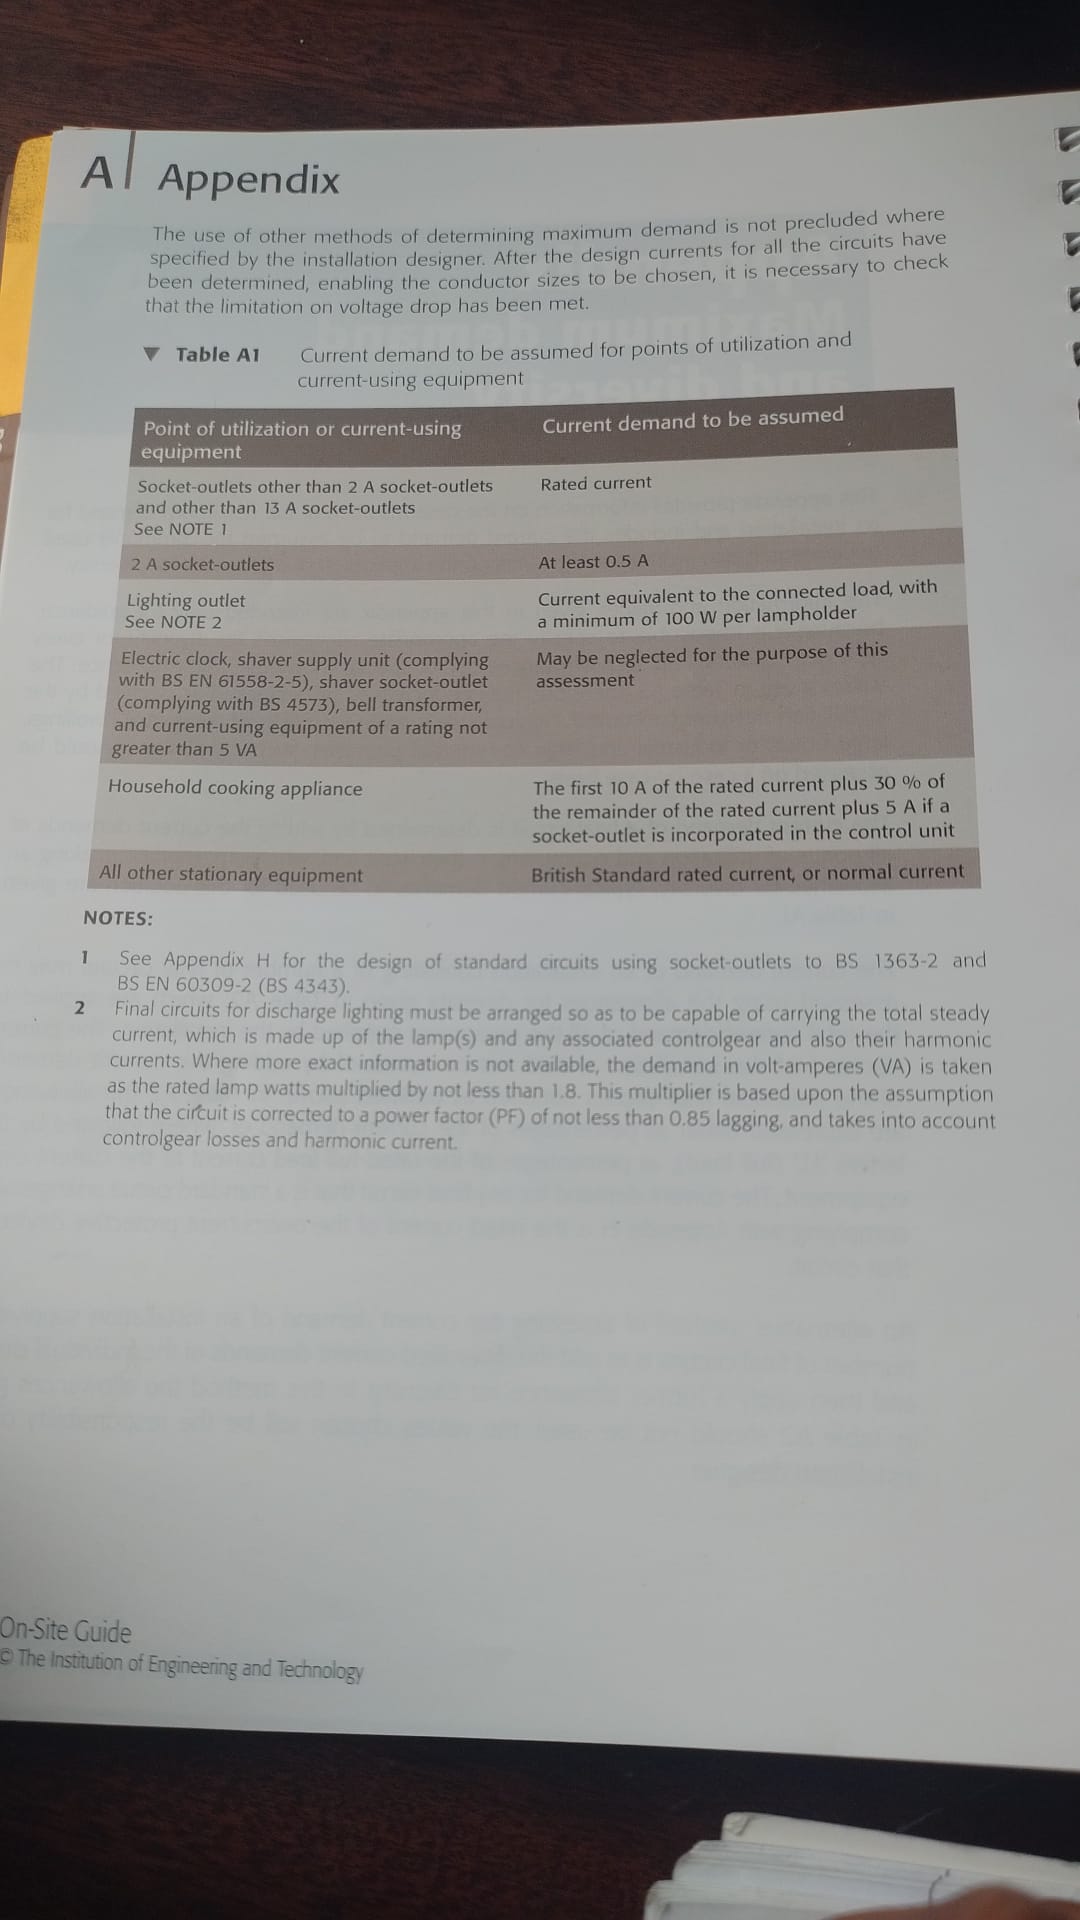 A Appendix
The use of other methods of determining maximum demand is not precluded where
specified by the installation designer. After the design currents for all the circuits have
been determined, enabling the conductor sizes to be chosen, it is necessary to check
that the limitation on voltage drop has been met.
▼ Table A1 Current demand to be assumed for points of utilization and
current-using equipment
Point of utilization or current-using
equipment
Current demand to be assumed
Socket-outlets other than 2 A socket-outlets
and other than 13 A socket-outlets
See NOTE 1
Rated current
2 A socket-outlets
At least 0.5 A
Lighting outlet
See NOTE 2
Current equivalent to the connected load, with
a minimum of 100 W per lampholder
Electric clock, shaver supply unit (complying
with BS EN 61558-2-5), shaver socket-outlet
(complying with BS 4573), bell transformer,
and current-using equipment of a rating not
greater than 5 VA
May be neglected for the purpose of this
assessment
Household cooking appliance
The first 10 A of the rated current plus 30 % of
the remainder of the rated current plus 5 A if a
socket-outlet is incorporated in the control unit
All other stationary equipment
British Standard rated current, or normal current
NOTES:
1 See Appendix H for the design of standard circuits using socket-outlets to BS 1363-2 and
BS EN 60309-2 (BS 4343).
2 Final circuits for discharge lighting must be arranged so as to be capable of carrying the total steady
current, which is made up of the lamp(s) and any associated controlgear and also their harmonic
currents. Where more exact information is not available, the demand in volt-amperes (VA) is taken
as the rated lamp watts multiplied by not less than 1.8. This multiplier is based upon the assumption
that the circuit is corrected to a power factor (PF) of not less than 0.85 lagging, and takes into account
controlgear losses and harmonic current.
On-Site Guide
© The Institution of Engineering and Technology